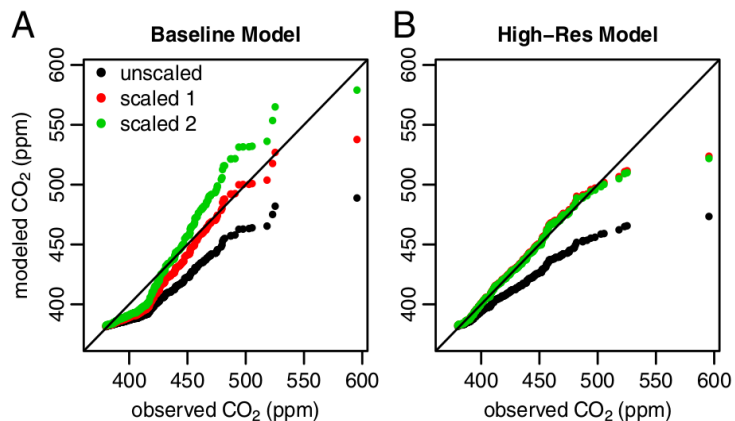 A
Baseline Model
unscaled
scaled 1
scaled 2
modeled CO₂ (ppm)
600
550
500
450
400
400 450 500 550 600
observed CO₂ (ppm)
B
High−Res Model
600
550
500
450
400
400 450 500 550 600
observed CO₂ (ppm)